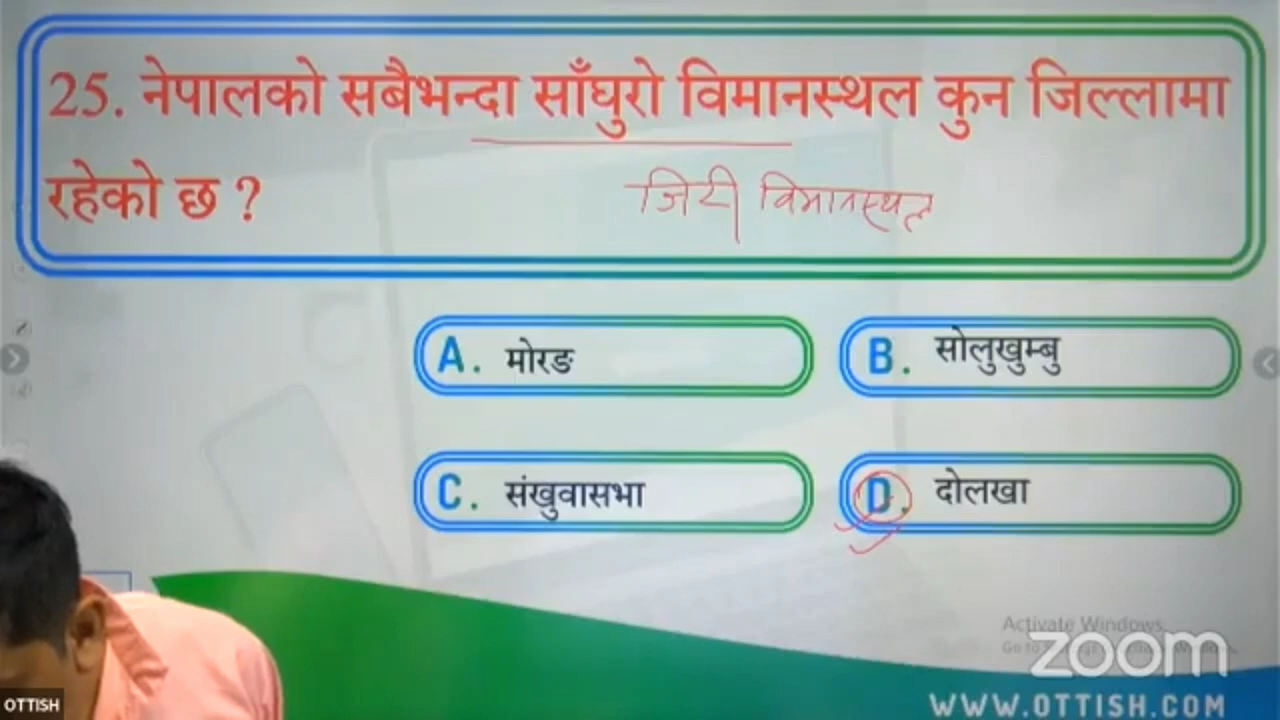 25. नेपालको सबैभन्दा साँघुरो विमानस्थल कुन जिल्लामा
रहेको छ ?
जिरी विमानस्थल
A. मोरङ
B. सोलुखुम्बु
C. संखुवासभा
D. दोलखा
Activate Windows
zoom
OTTISH
WWW.OTTISH.COM